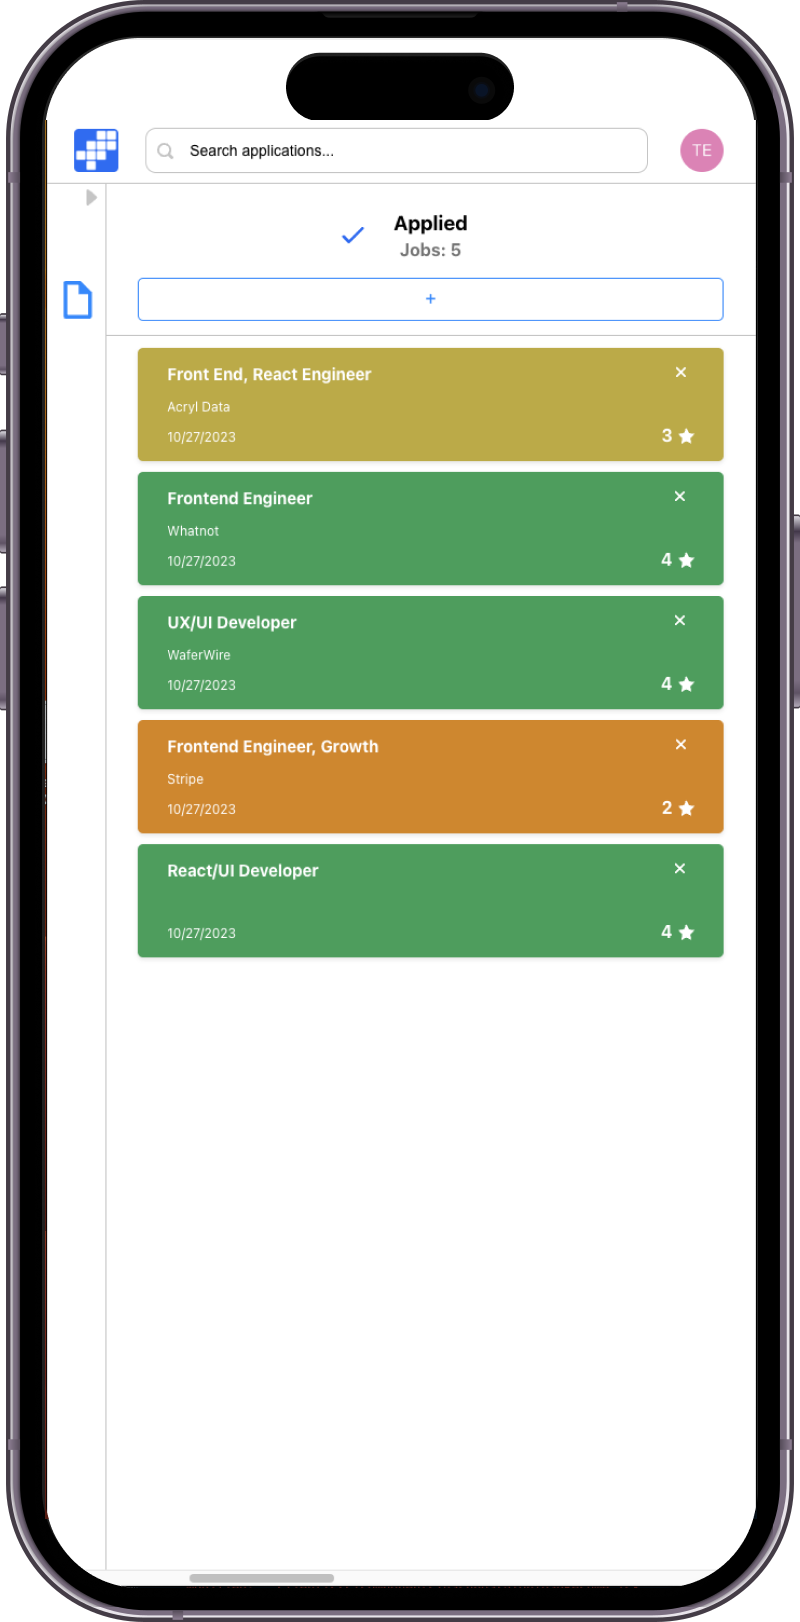 Search applications...
TE
Applied
Jobs: 5
+
Front End, React Engineer
Acryl Data
10/27/2023
3
Frontend Engineer
Whatnot
10/27/2023
4
UX/UI Developer
WaferWire
10/27/2023
4
Frontend Engineer, Growth
Stripe
10/27/2023
2
React/UI Developer
10/27/2023
4